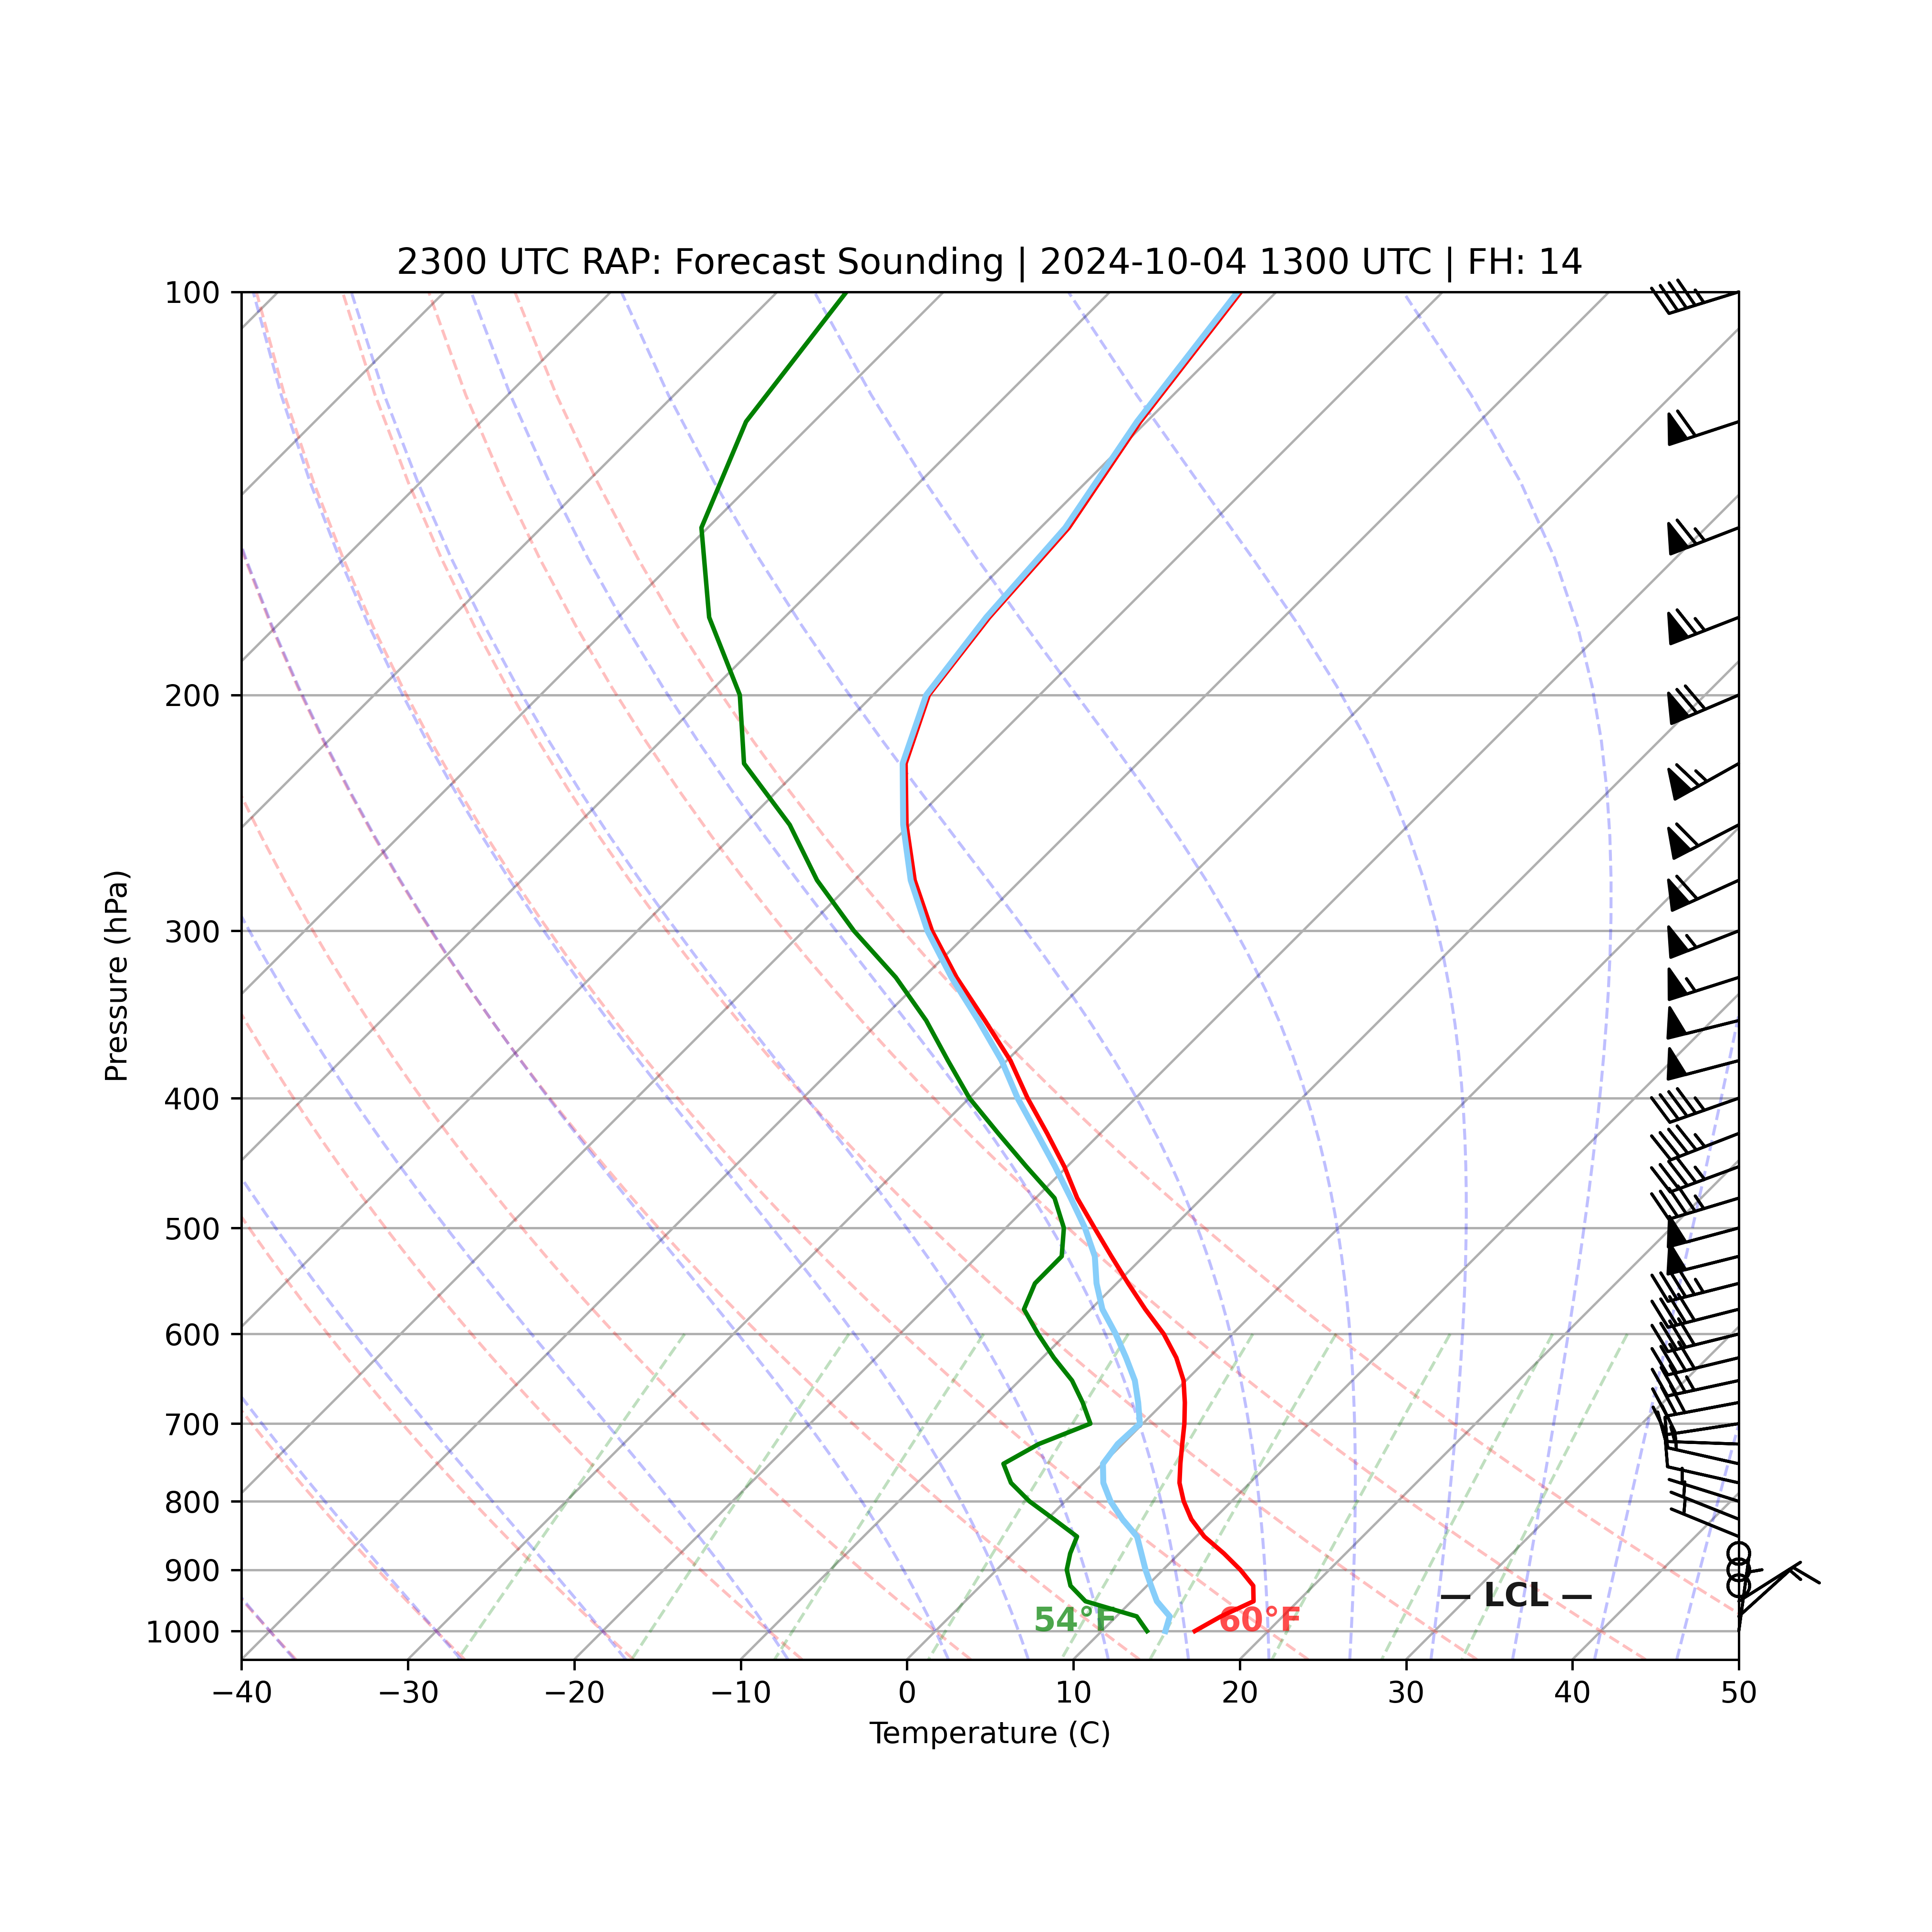 2300 UTC RAP: Forecast Sounding | 2024-10-04 1300 UTC | FH: 14
100
200
300
400
500
600
700
800
900
1000
Pressure (hPa)
— LCL —
54°F
60°F
−40 −30 −20 −10 0 10 20 30 40 50
Temperature (C)